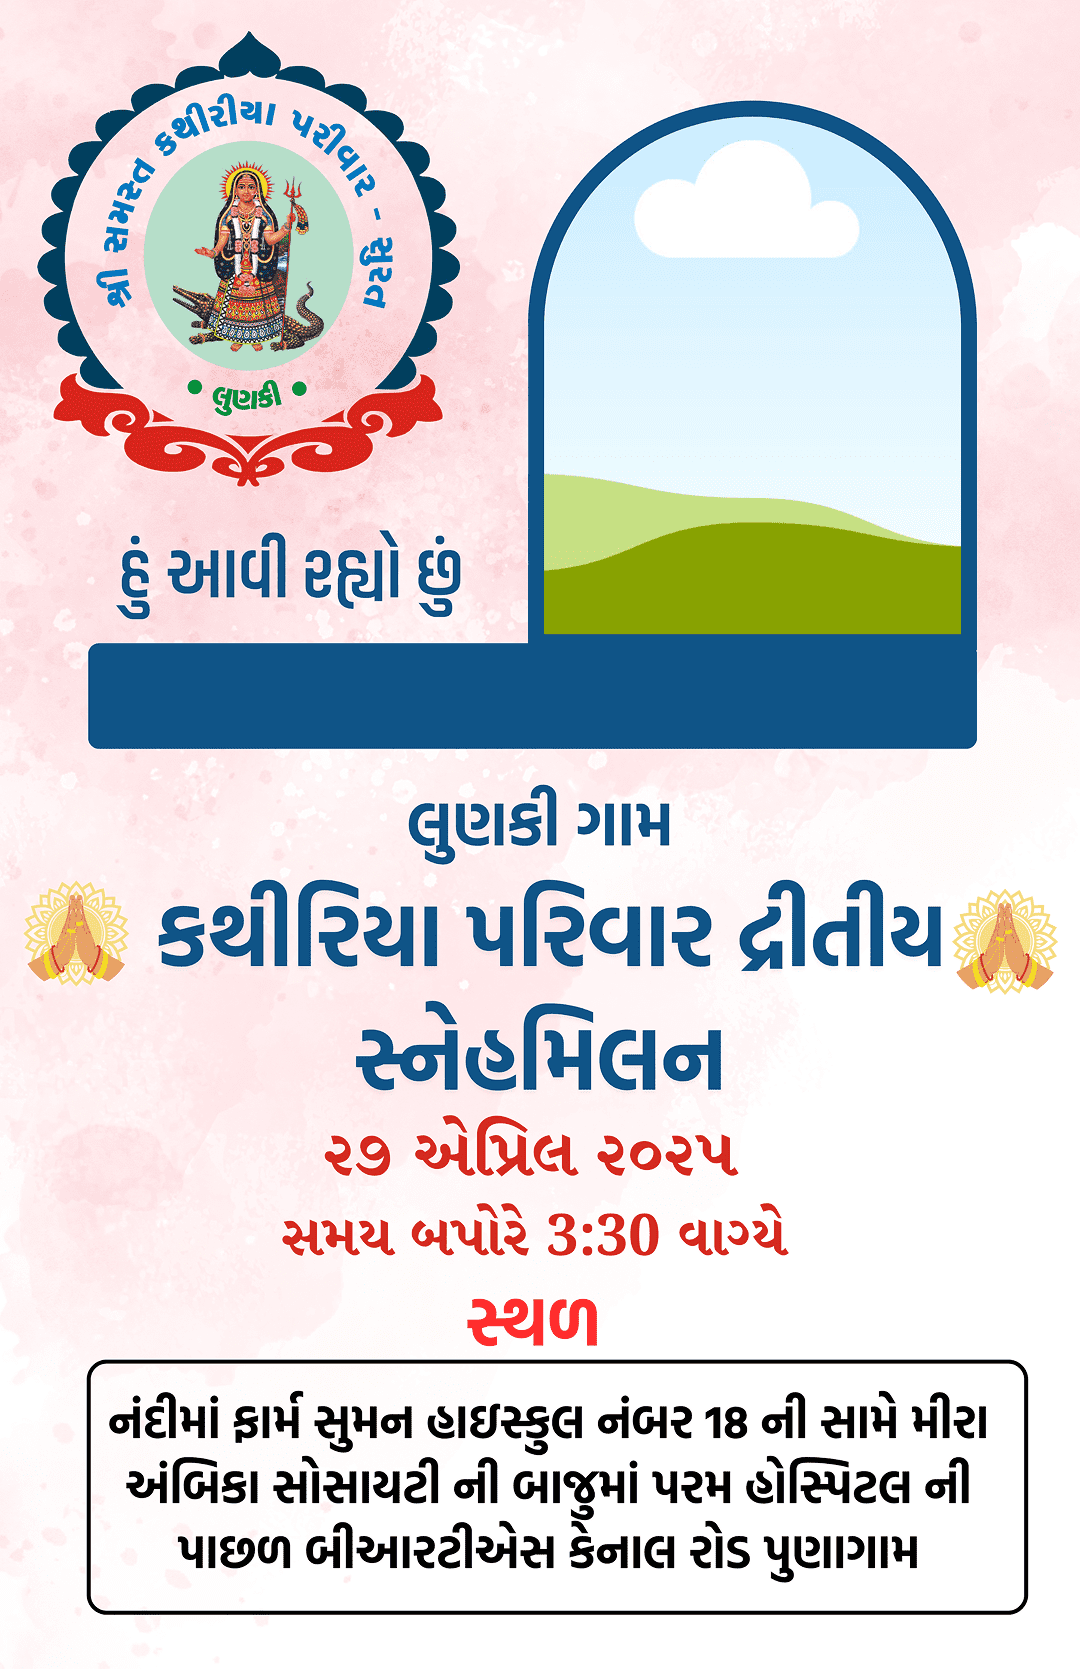 શ્રી સમસ્ત કથીરીયા પરીવાર - સુરત
લુણકી
હું આવી રહ્યો છું
લુણકી ગામ
કથીરિયા પરિવાર દ્રીતીય
સ્નેહમિલન
૨૭ એપ્રિલ ૨૦૨૫
સમય બપોરે 3:30 વાગ્યે
સ્થળ
નંદીમાં ફાર્મ સુમન હાઇસ્કુલ નંબર 18 ની સામે મીરા
અંબિકા સોસાયટી ની બાજુમાં પરમ હોસ્પિટલ ની
પાછળ બીઆરટીએસ કેનાલ રોડ પુણાગામ